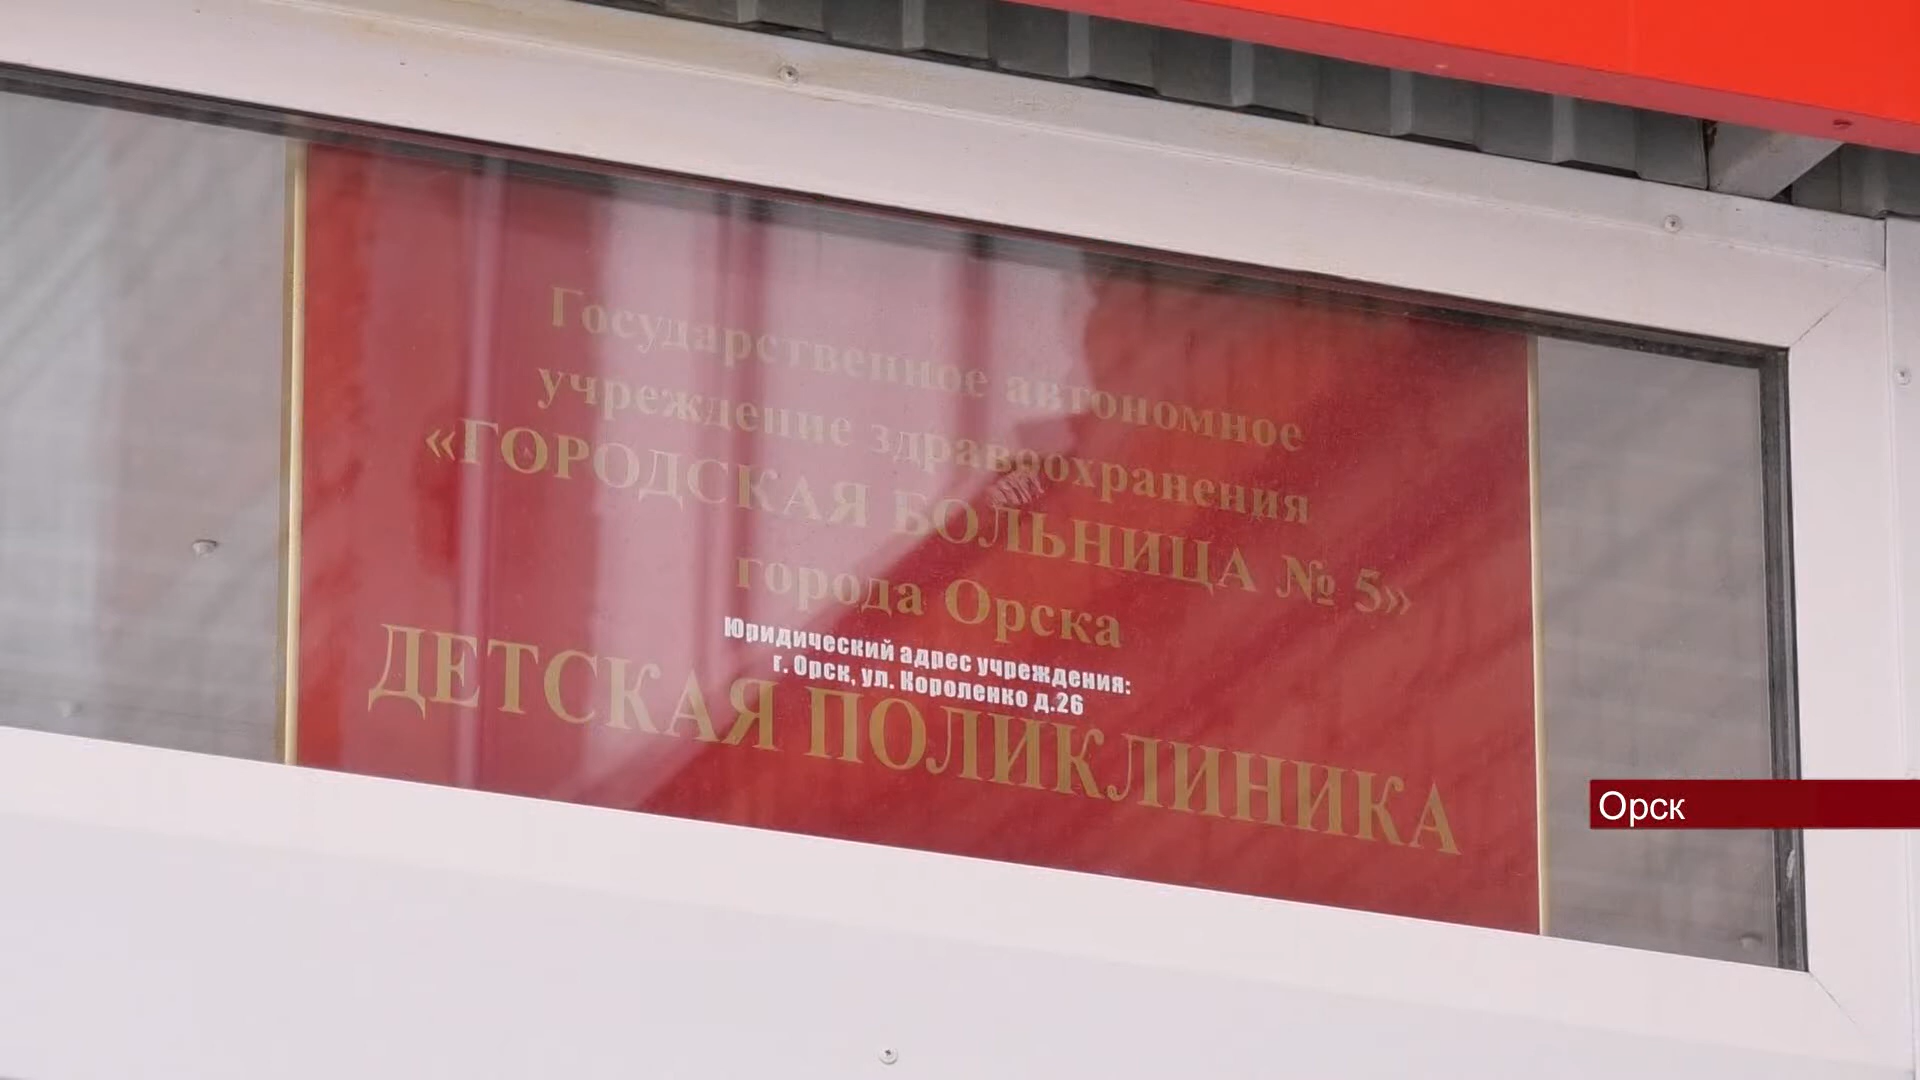 Государственное автономное
учреждение здравоохранения
«ГОРОДСКАЯ БОЛЬНИЦА № 5»
города Орска
Юридический адрес учреждения:
г. Орск, ул. Короленко д.26
ДЕТСКАЯ ПОЛИКЛИНИКА
Орск